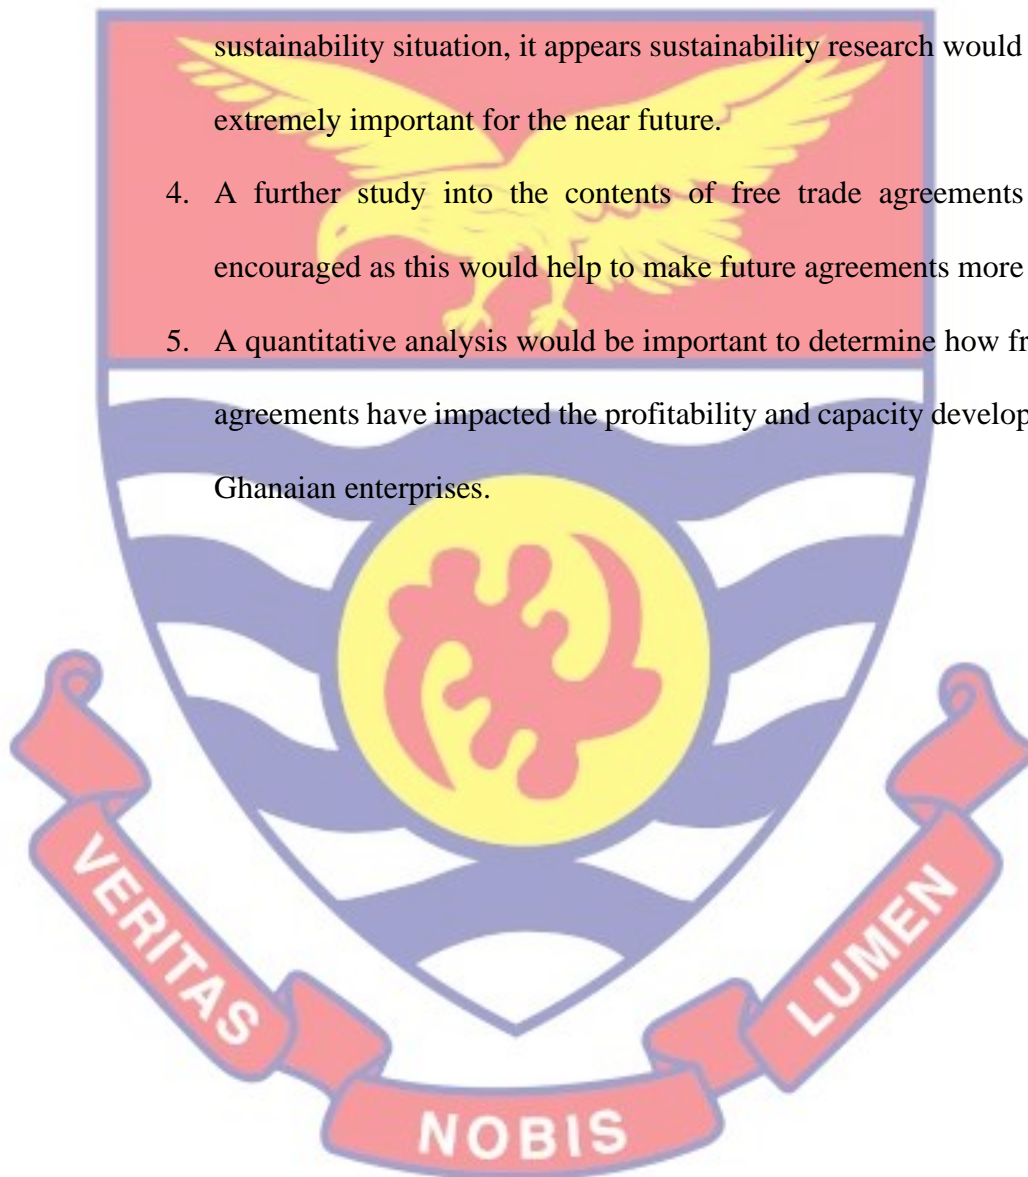 sustainability situation, it appears sustainability research would
extremely important for the near future.
4. A further study into the contents of free trade agreements
encouraged as this would help to make future agreements more
5. A quantitative analysis would be important to determine how fr
agreements have impacted the profitability and capacity develop
Ghanaian enterprises.
VERITAS
NOBIS
LUMEN